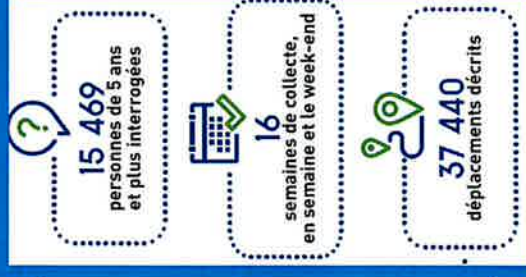 ?
15 469
personnes de 5 ans
et plus interrogées
16
semaines de collecte,
en semaine et le week-end
37 440
déplacements décrits